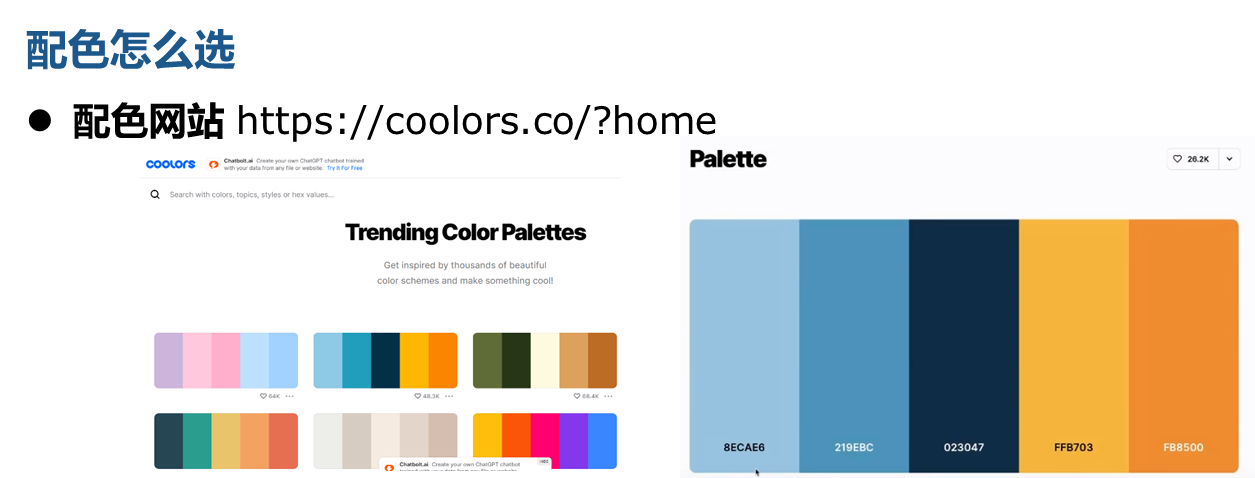 配色怎么选
● 配色网站 https://coolors.co/?home
coolors
Chatbolt.ai Create your own ChatGPT chatbot trained
with your data from any file or website. Try It For Free
Search with colors, topics, styles or hex values...
Trending Color Palettes
Get inspired by thousands of beautiful
color schemes and make something cool!
64K
48.3K
68.4K
Chatbolt.ai Create your own ChatGPT chatbot
Palette
26.2K
8ECAE6
219EBC
023047
FFB703
FB8500